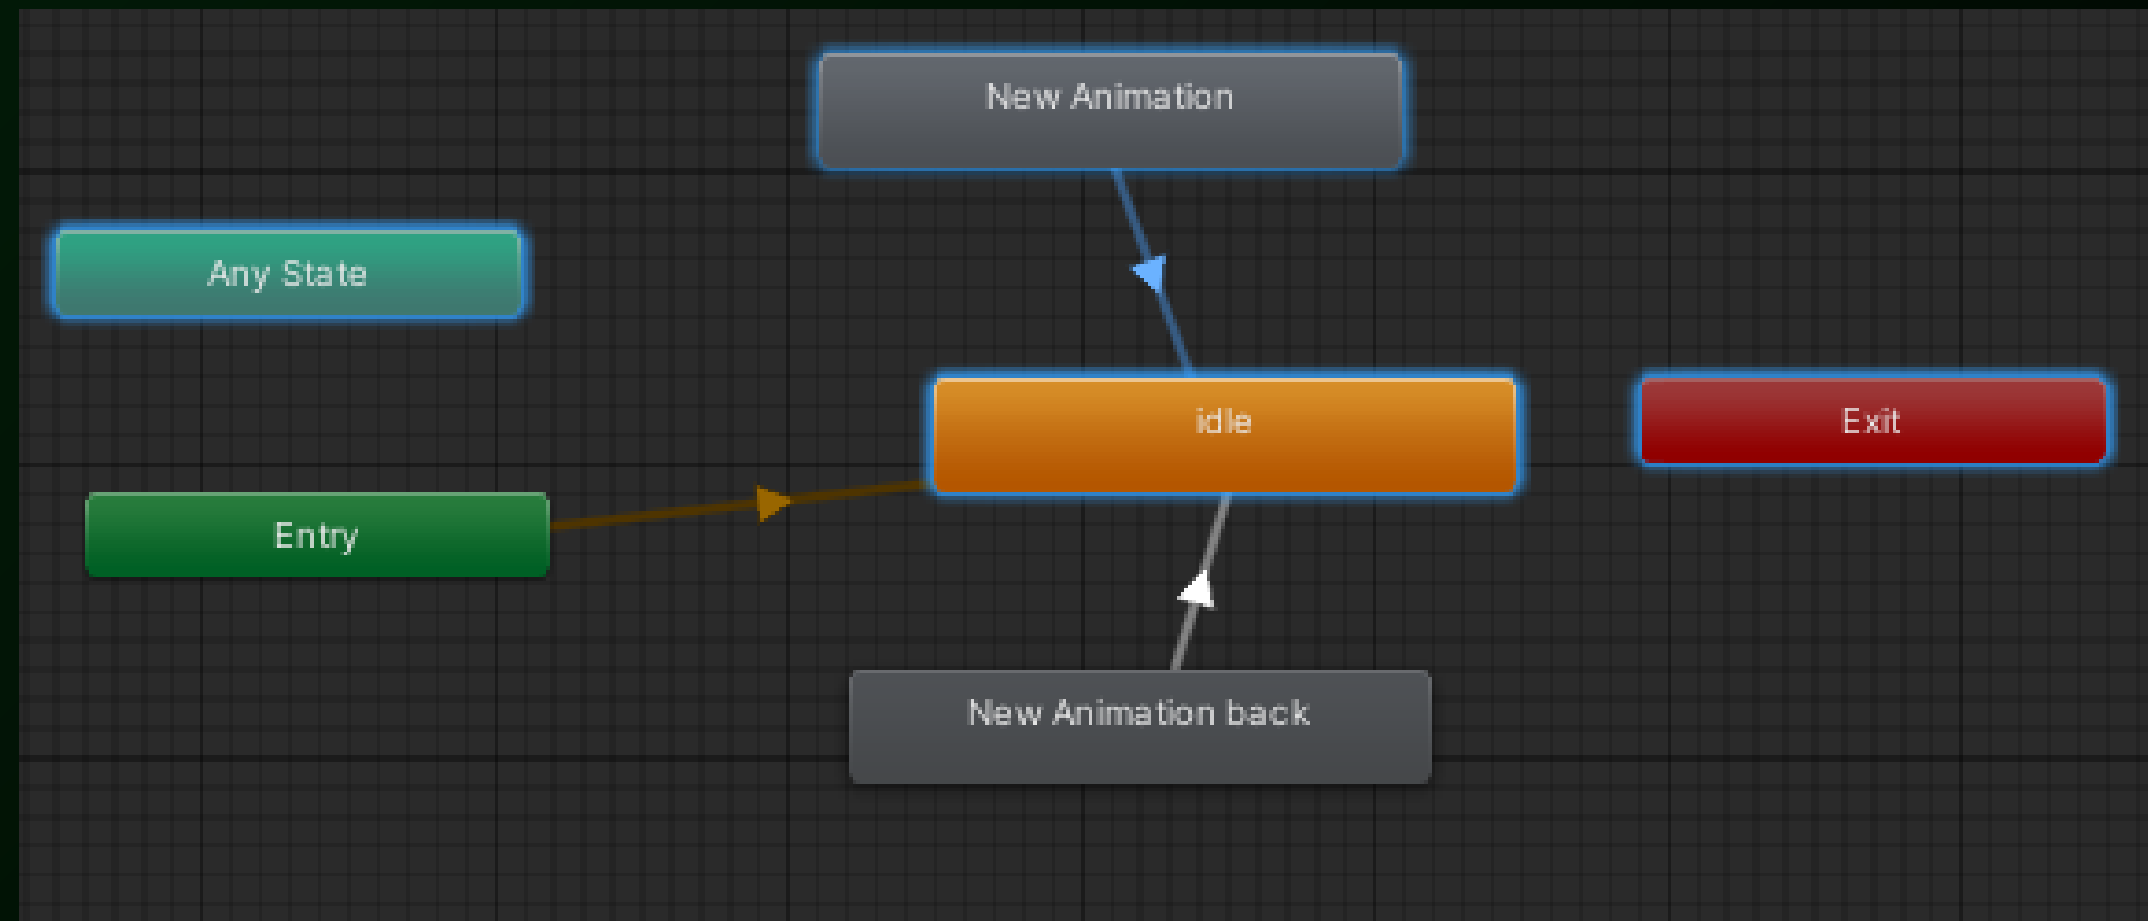 New Animation
Any State
idle
Exit
Entry
New Animation back